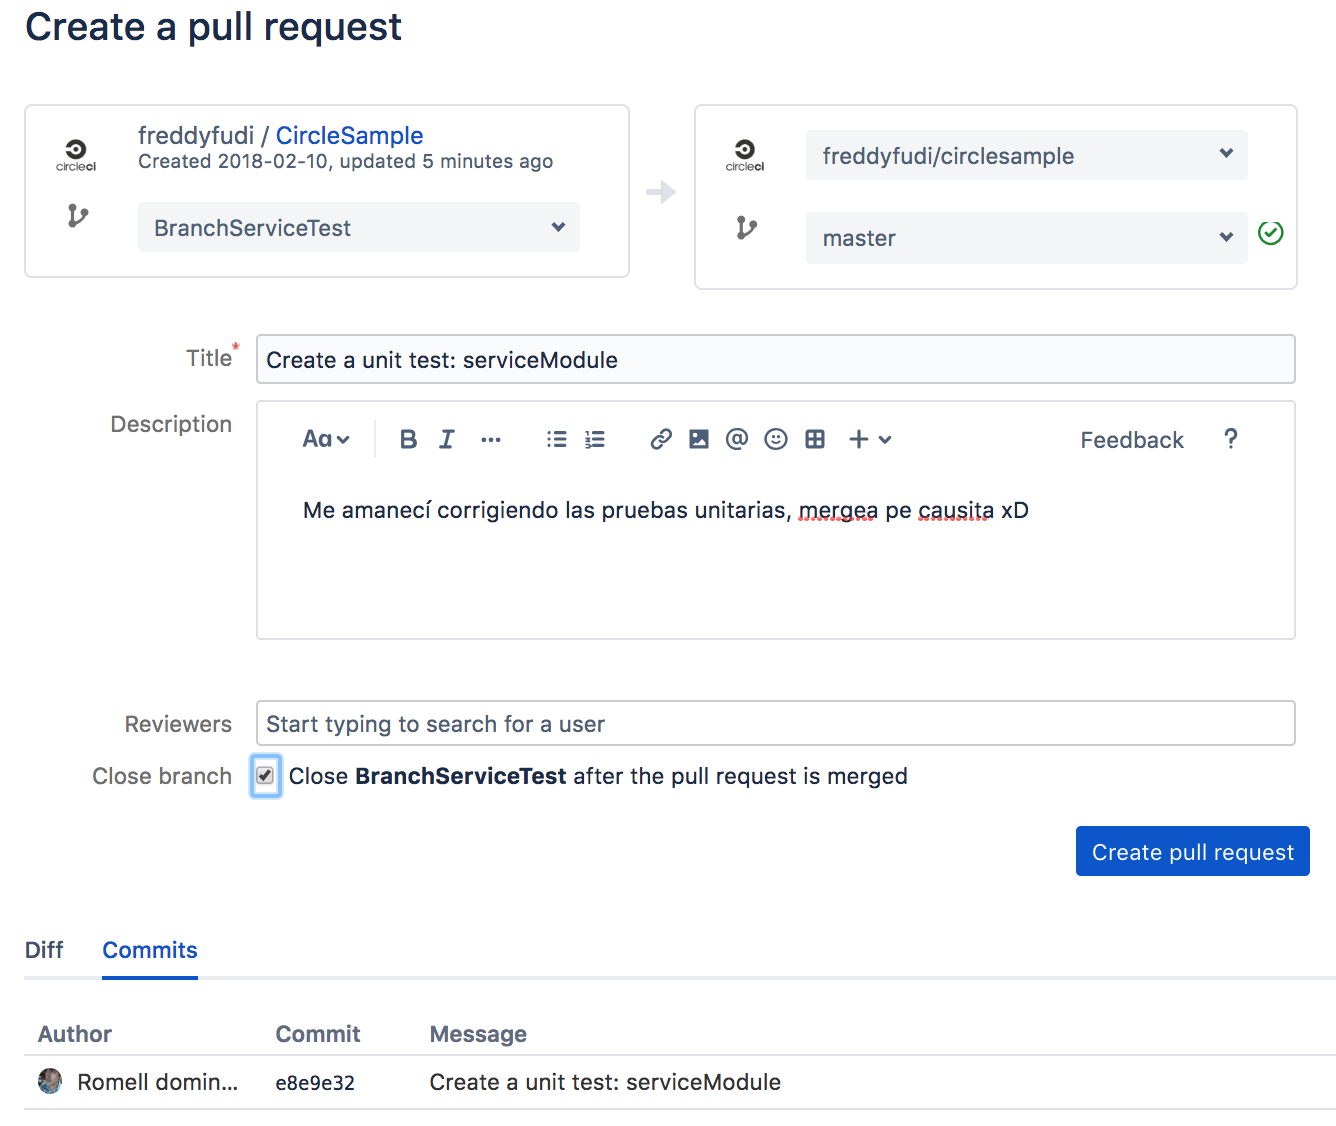 Create a pull request
circleci
freddyfudi / CircleSample
Created 2018-02-10, updated 5 minutes ago
BranchServiceTest
circleci
freddyfudi/circlesample
master
Title*
Create a unit test: serviceModule
Description
Aa
B I ...
@
Feedback ?
Me amanecí corrigiendo las pruebas unitarias, mergea pe causita xD
Reviewers
Start typing to search for a user
Close branch
Close BranchServiceTest after the pull request is merged
Create pull request
Diff Commits
Author Commit Message
Romell domin... e8e9e32 Create a unit test: serviceModule